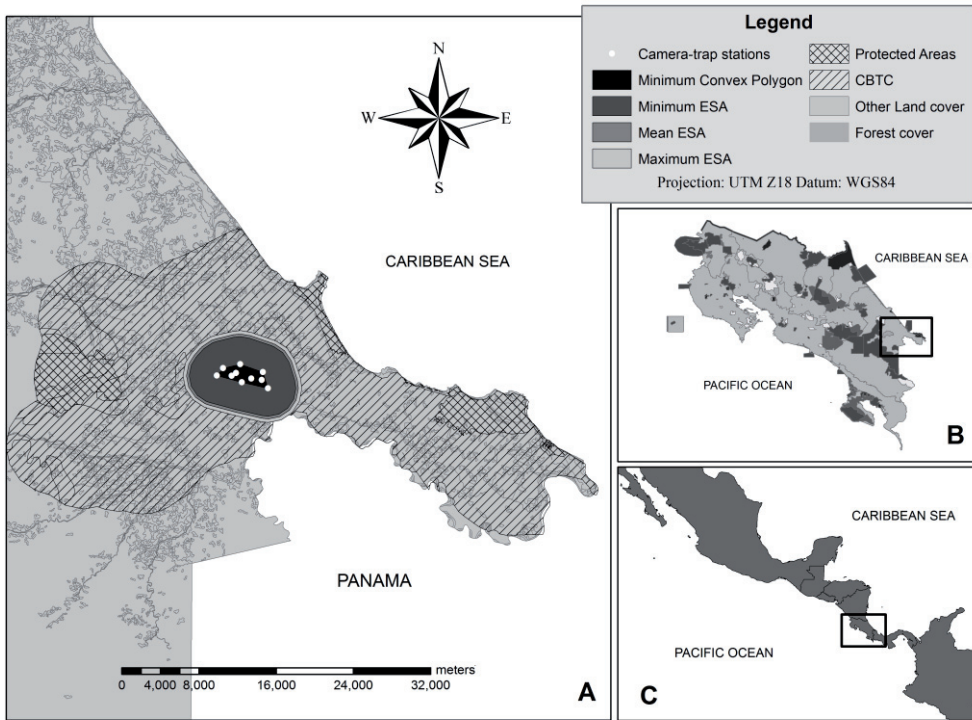 Legend
Camera-trap stations
Minimum Convex Polygon
Minimum ESA
Mean ESA
Maximum ESA
Protected Areas
CBTC
Other Land cover
Forest cover
Projection: UTM Z18 Datum: WGS84
N
W E
S
CARIBBEAN SEA
PANAMA
meters
0 4,000 8,000 16,000 24,000 32,000
A
CARIBBEAN SEA
PACIFIC OCEAN
B
CARIBBEAN SEA
PACIFIC OCEAN
C